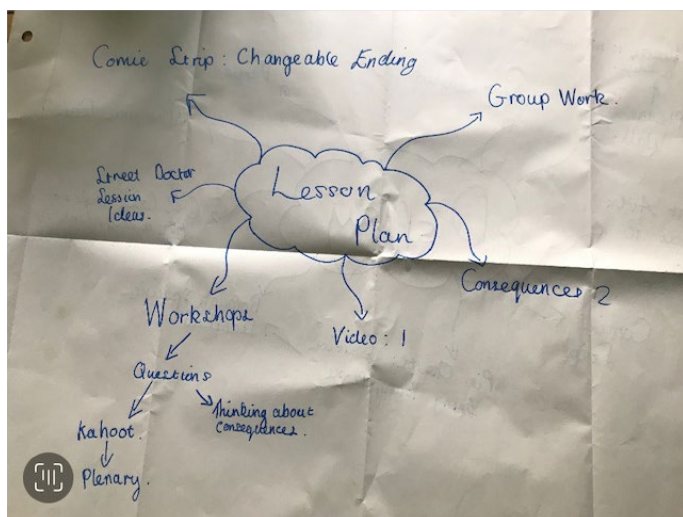 Comic Strip: Changeable Ending
Group Work.
Lesson
Plan
Street Doctor
Session
Ideas.
Consequences 2
Workshops
Video: 1
Questions
Thinking about
Consequences.
Kahoot.
Plenary.